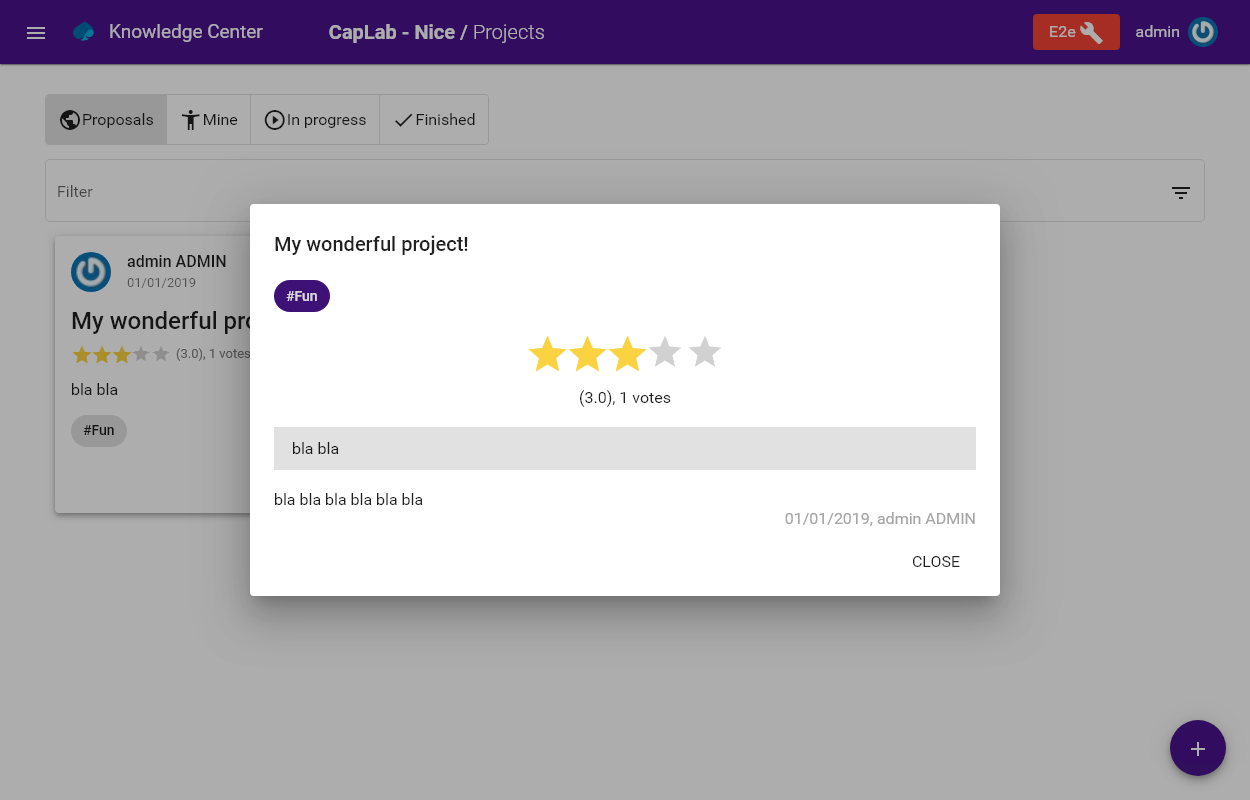 Knowledge Center
CapLab - Nice / Projects
E2e
admin
Proposals
Mine
In progress
Finished
Filter
admin ADMIN
01/01/2019
My wonderful pro
(3.0), 1 votes
bla bla
#Fun
My wonderful project!
#Fun
(3.0), 1 votes
bla bla
bla bla bla bla bla bla
01/01/2019, admin ADMIN
CLOSE